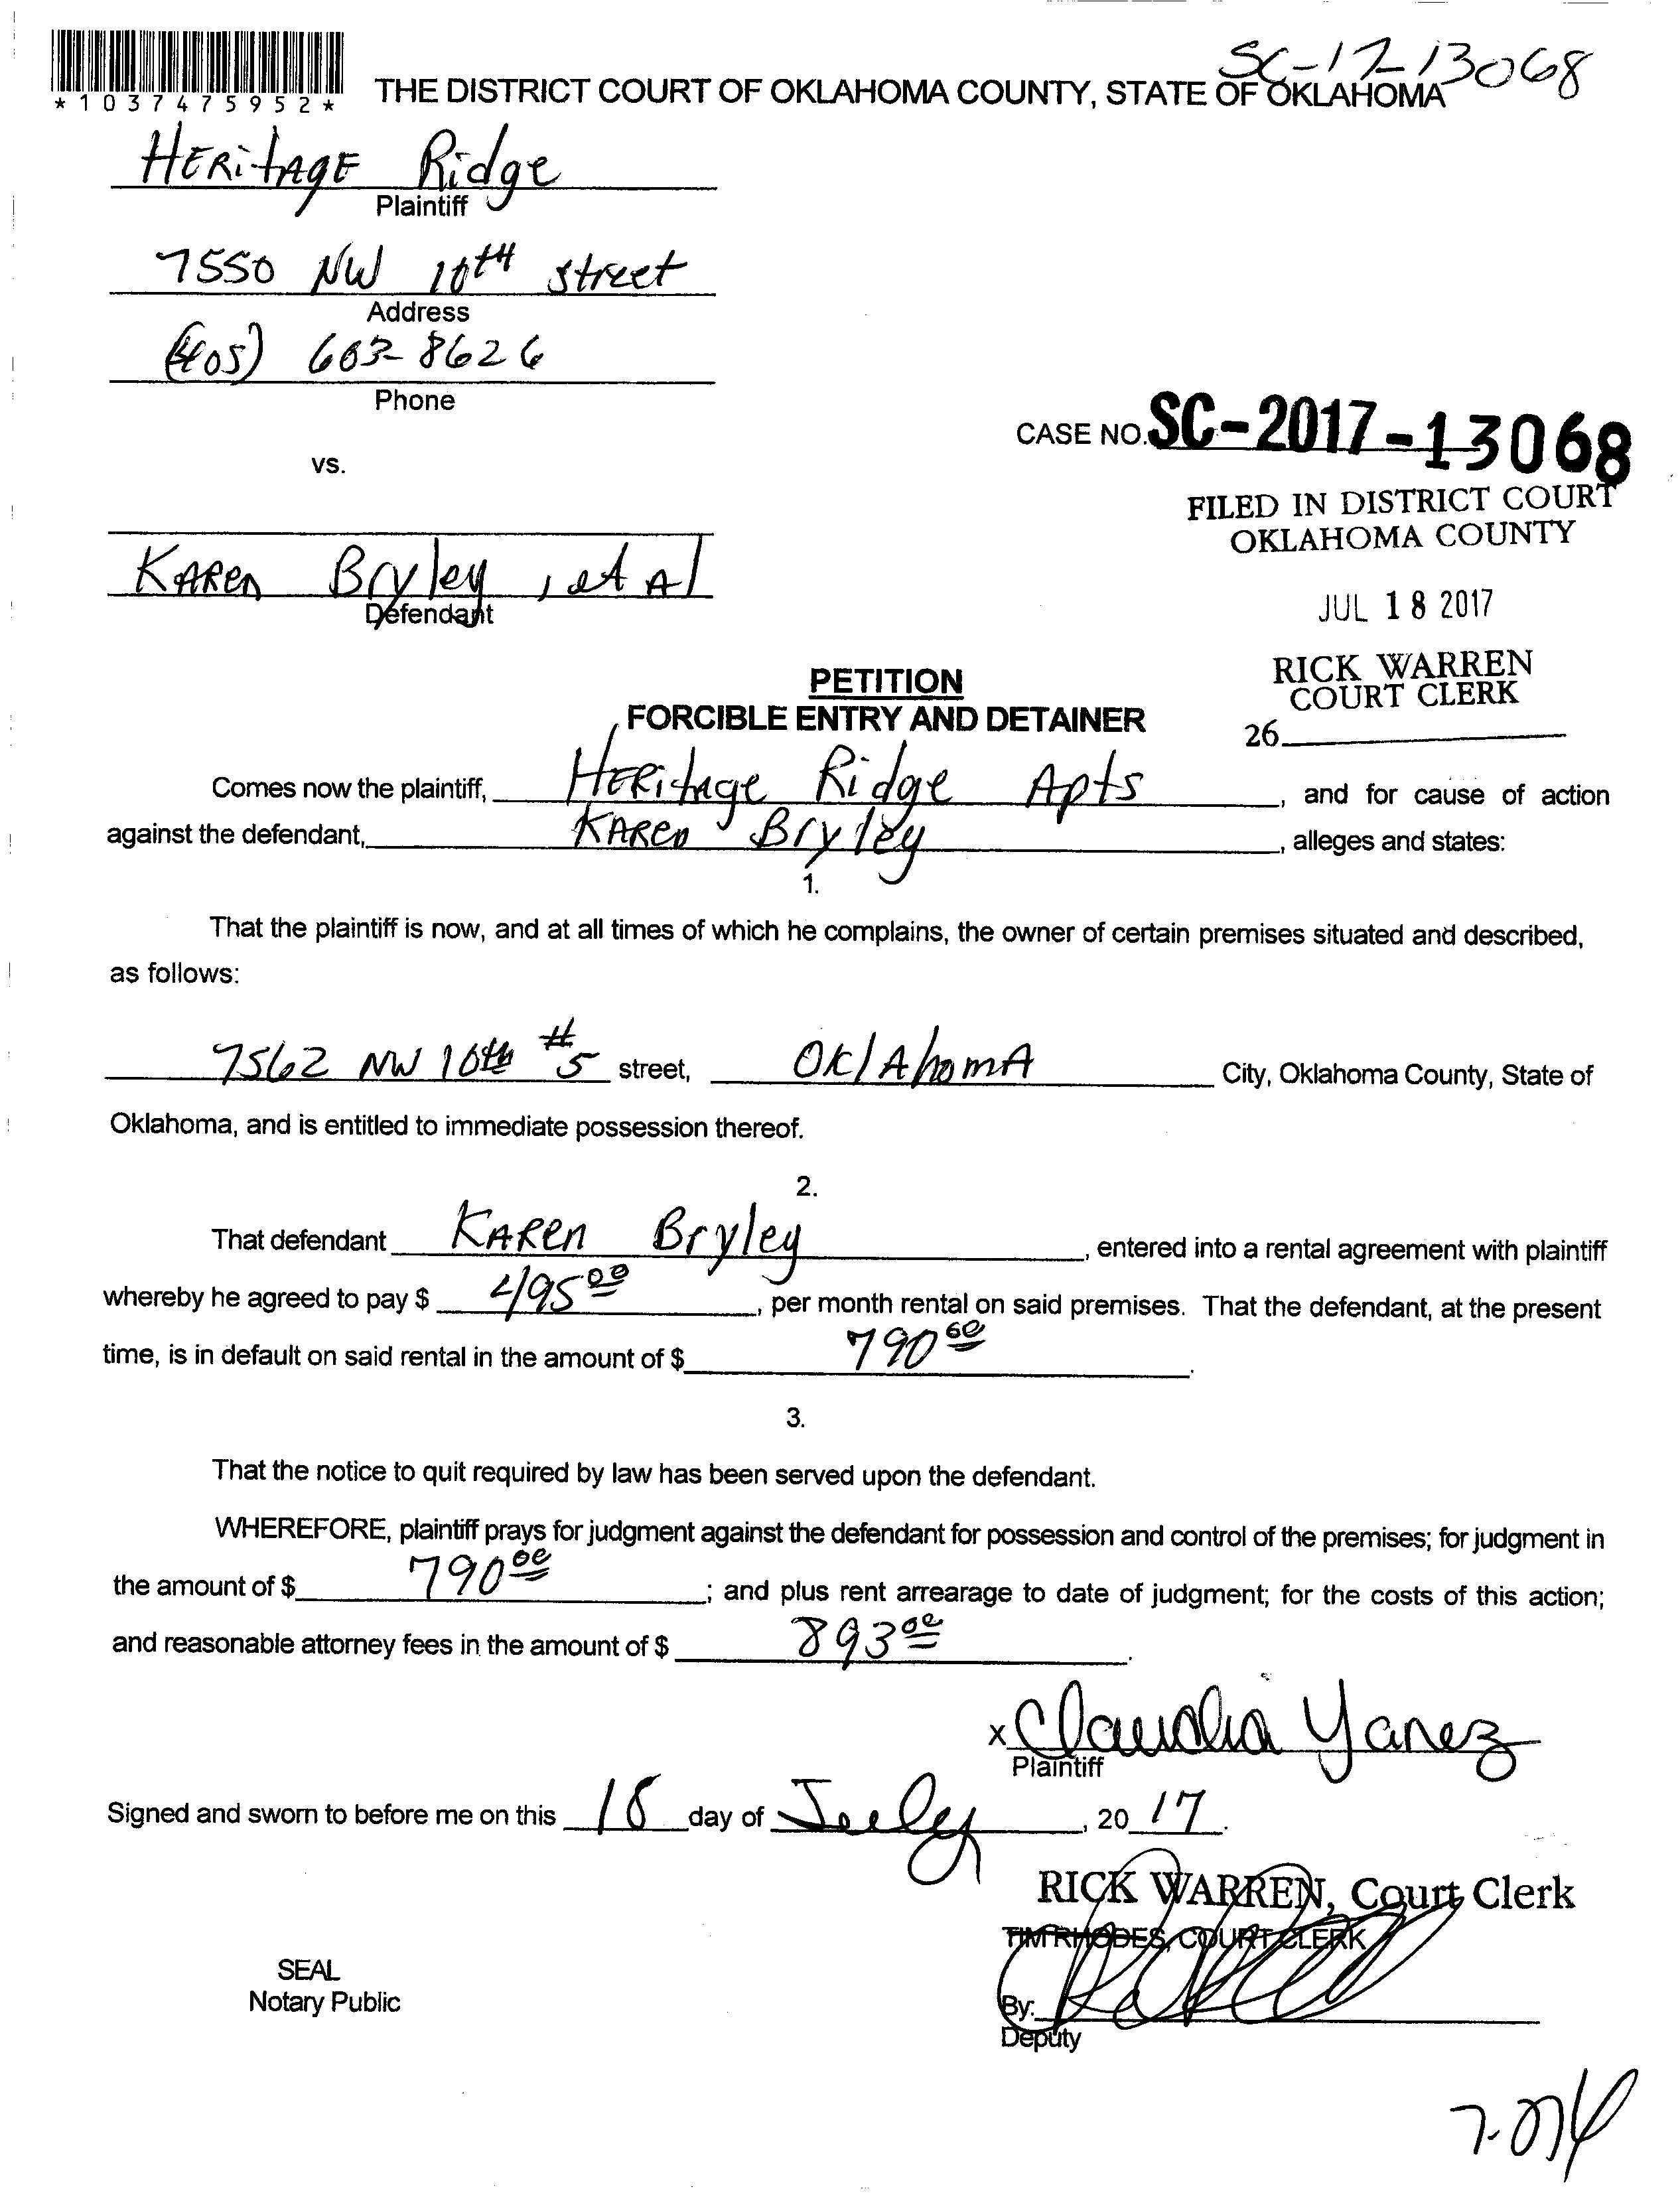 SC-17-13068
*1037475952*
THE DISTRICT COURT OF OKLAHOMA COUNTY, STATE OF OKLAHOMA
HERitAgE Ridge
Plaintiff
7550 NW 10tH street
Address
(405) 603-8626
Phone
CASE NO. SC-2017-13068
vs.
FILED IN DISTRICT COURT
OKLAHOMA COUNTY
KAREN Bryley, et Al
Defendant
JUL 18 2017
RICK WARREN
COURT CLERK
26
PETITION
FORCIBLE ENTRY AND DETAINER
Comes now the plaintiff, HERitage Ridge Apts, and for cause of action
against the defendant, KAREN Bryley, alleges and states:
1.
That the plaintiff is now, and at all times of which he complains, the owner of certain premises situated and described,
as follows:
7562 NW 10th #5 street, OklAhomA City, Oklahoma County, State of
Oklahoma, and is entitled to immediate possession thereof.
2.
That defendant KAREN Bryley, entered into a rental agreement with plaintiff
whereby he agreed to pay $ 495 00, per month rental on said premises. That the defendant, at the present
time, is in default on said rental in the amount of $ 790 00.
3.
That the notice to quit required by law has been served upon the defendant.
WHEREFORE, plaintiff prays for judgment against the defendant for possession and control of the premises; for judgment in
the amount of $ 790 00; and plus rent arrearage to date of judgment; for the costs of this action;
and reasonable attorney fees in the amount of $ 893 00.
x Claudia Yanez
Plaintiff
Signed and sworn to before me on this 18 day of July, 2017.
RICK WARREN, Court Clerk
TIM RHODES, COURT CLERK
SEAL
Notary Public
By:
Deputy